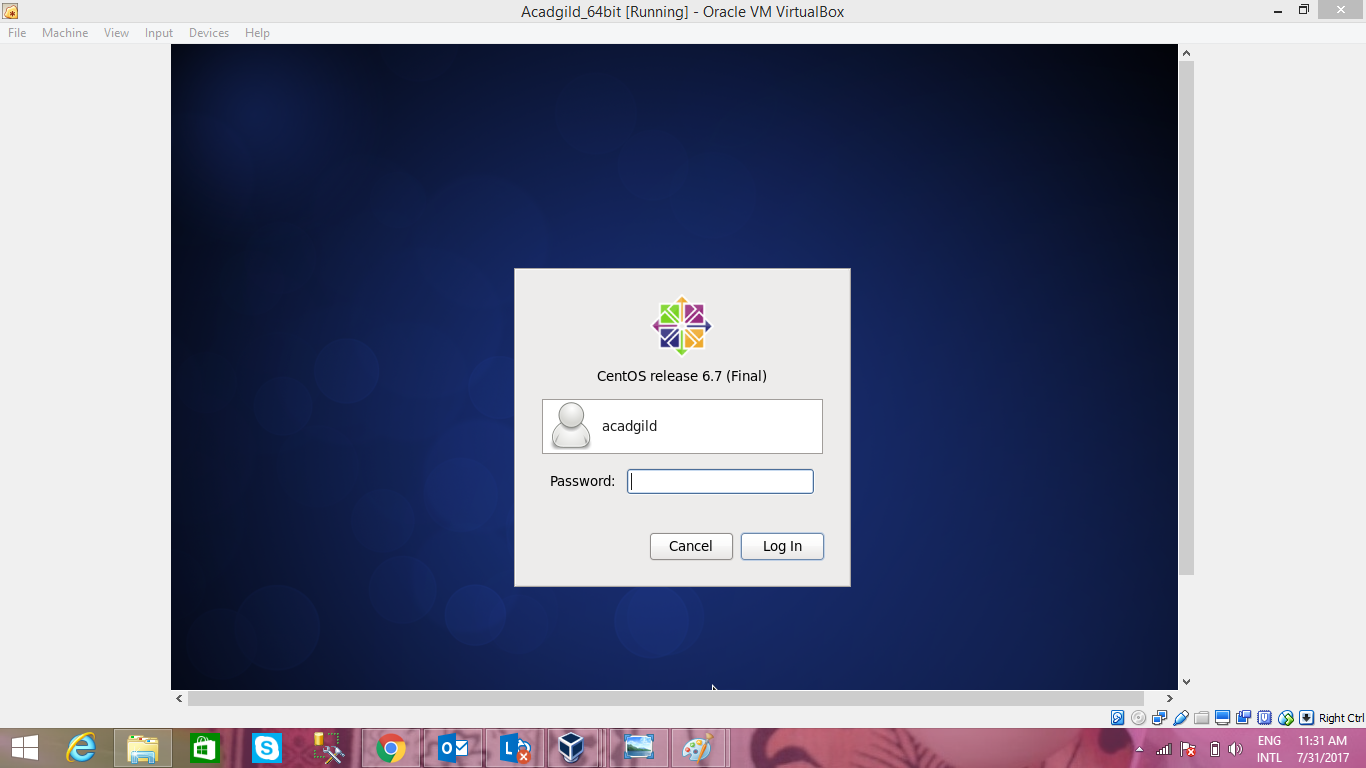 Acadgild_64bit [Running] - Oracle VM VirtualBox
File Machine View Input Devices Help
CentOS release 6.7 (Final)
acadgild
Password:
Cancel Log In
Right Ctrl
ENG 11:31 AM
INTL 7/31/2017